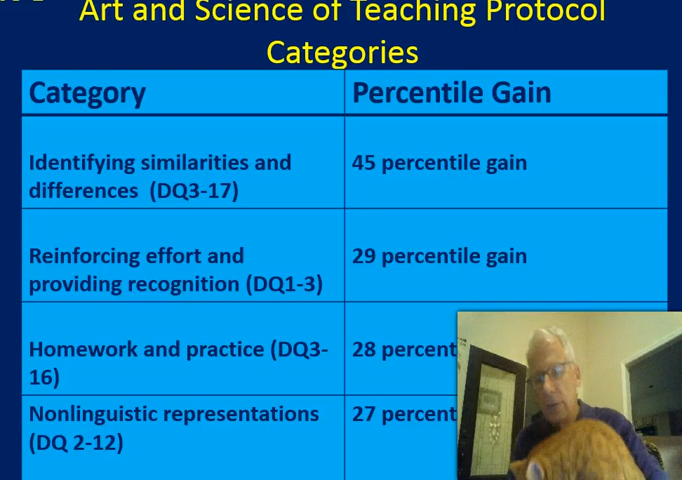 Art and Science of Teaching Protocol
Categories
Category
Percentile Gain
Identifying similarities and
differences (DQ3-17)
45 percentile gain
Reinforcing effort and
providing recognition (DQ1-3)
29 percentile gain
Homework and practice (DQ3-
16)
28 percent
Nonlinguistic representations
(DQ 2-12)
27 percent